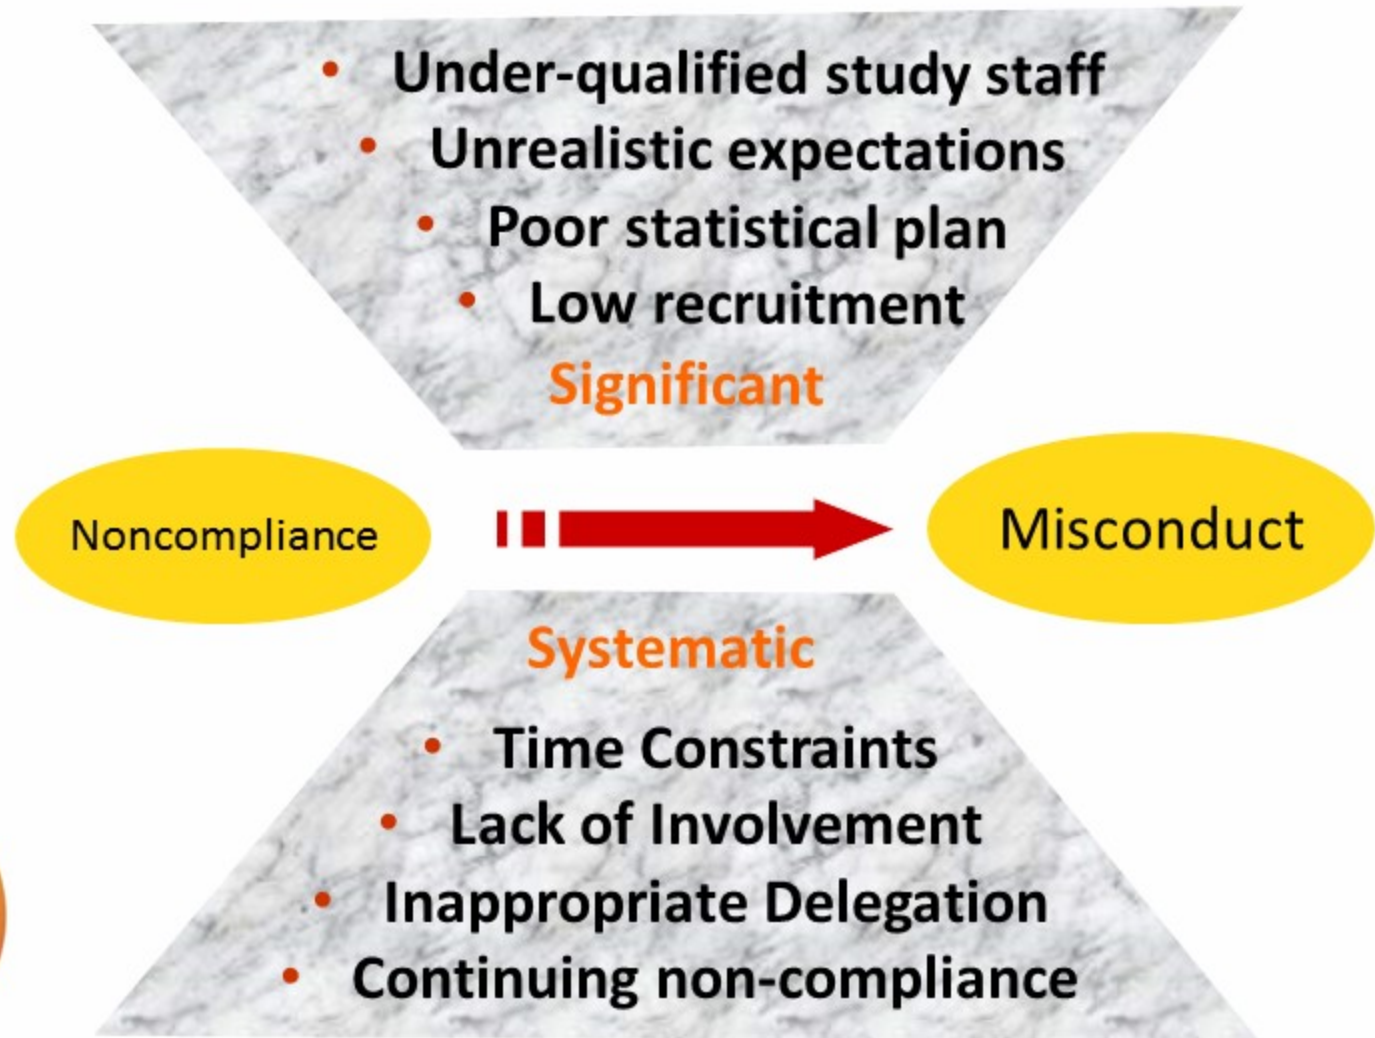 • Under-qualified study staff
• Unrealistic expectations
• Poor statistical plan
• Low recruitment
Significant
Noncompliance
Misconduct
Systematic
• Time Constraints
• Lack of Involvement
• Inappropriate Delegation
• Continuing non-compliance